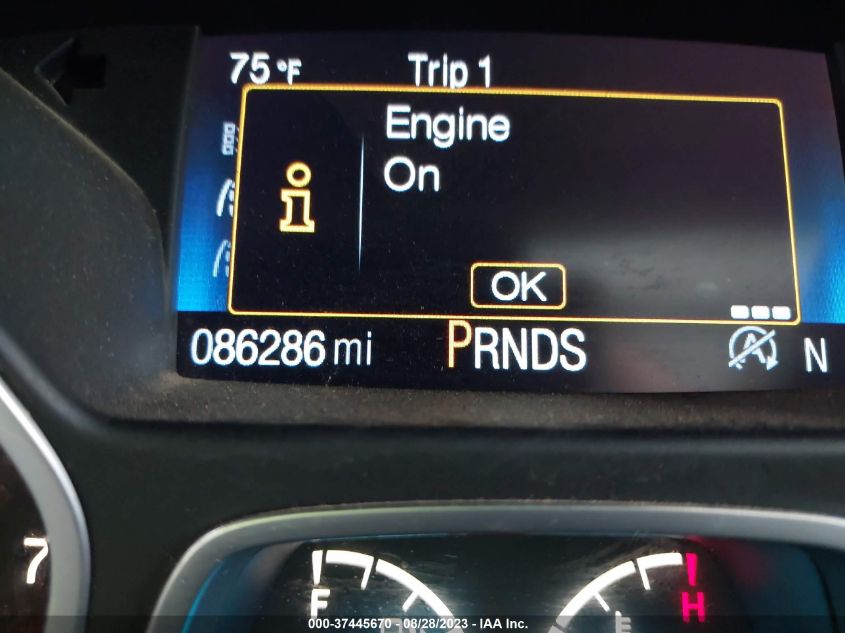 75 °F Trip 1
Engine
On
OK
086286 mi PRNDS N
7
F H
000-37445670 - 08/28/2023 - IAA Inc.